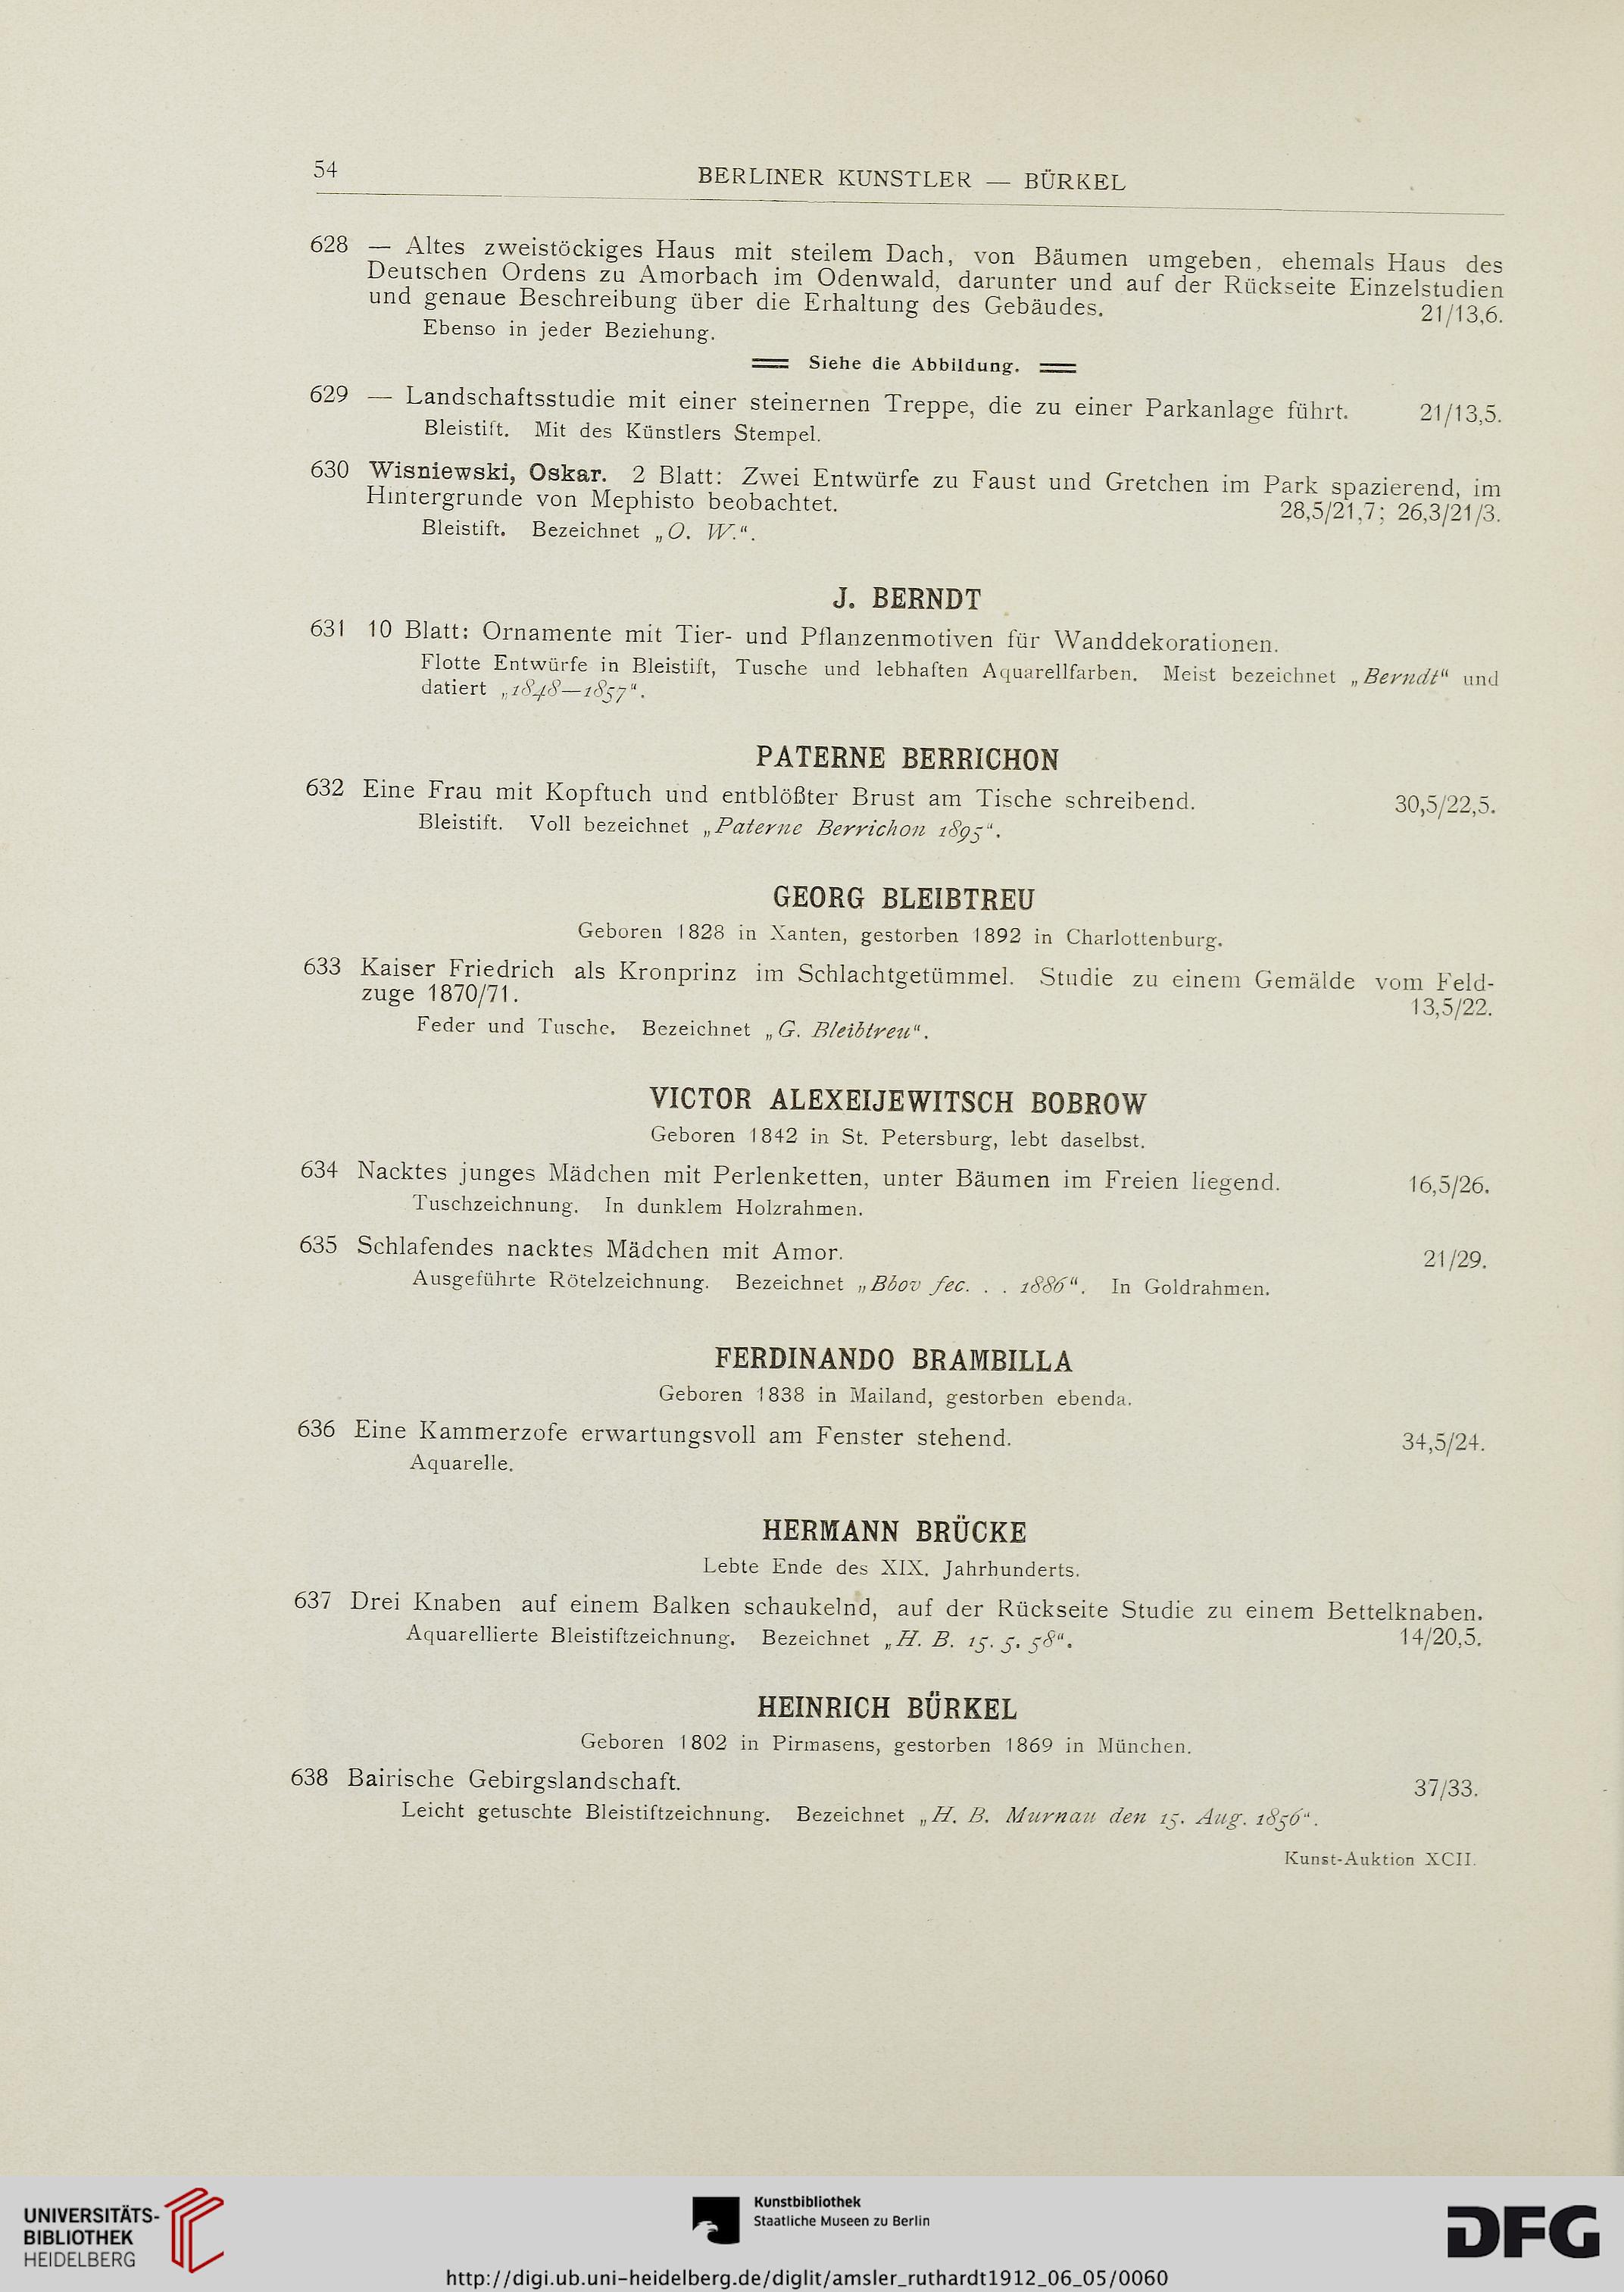 54
BERLINER KUNSTLER — BÜRKEL
628 — Altes zweistöckiges Haus mit steilem Dach, von Bäumen umgeben, ehemals Haus des
Deutschen Ordens zu Amorbach im Odenwald, darunter und auf der Rückseite Einzelstudien
und genaue Beschreibung über die Erhaltung des Gebäudes. 21/13,6.
Ebenso in jeder Beziehung.
Siehe die Abbildung.
629 — Landschaftsstudie mit einer steinernen Treppe, die zu einer Parkanlage führt. 21/13,5.
Bleistift. Mit des Künstlers Stempel.
630 Wisniewski, Oskar. 2 Blatt: Zwei Entwürfe zu Faust und Gretchen im Park spazierend, im
Hintergrunde von Mephisto beobachtet. 28,5/21,7; 26,3/21/3.
Bleistift. Bezeichnet „O. W.“.
J. BERNDT
631 10 Blatt: Ornamente mit Tier- und Pflanzenmotiven für Wanddekorationen.
Flotte Entwürfe in Bleistift, Tusche und lebhaften Aquarellfarben. Meist bezeichnet „Berndt“ und
datiert „1848—1857“.
PATERNE BERRICHON
632 Eine Frau mit Kopftuch und entblößter Brust am Tische schreibend. 30,5/22,5.
Bleistift. Voll bezeichnet „Paterne Berrichon 1895“.
GEORG BLEIBTREU
Geboren 1828 in Xanten, gestorben 1892 in Charlottenburg.
633 Kaiser Friedrich als Kronprinz im Schlachtgetümmel. Studie zu einem Gemälde vom Feld-
zuge 1870/71. 13,5/22.
Feder und Tusche. Bezeichnet „G. Bleibtreu“.
VICTOR ALEXEIJEWITSCH BOBROW
Geboren 1842 in St. Petersburg, lebt daselbst.
634 Nacktes junges Mädchen mit Perlenketten, unter Bäumen im Freien liegend. 16,5/26.
Tuschzeichnung. In dunklem Holzrahmen.
635 Schlafendes nacktes Mädchen mit Amor. 21/29.
Ausgeführte Rötelzeichnung. Bezeichnet „Bbov fec. . . 1886“. In Goldrahmen.
FERDINANDO BRAMBILLA
Geboren 1838 in Mailand, gestorben ebenda.
636 Eine Kammerzofe erwartungsvoll am Fenster stehend. 34,5/24.
Aquarelle.
HERMANN BRÜCKE
Lebte Ende des XIX. Jahrhunderts.
637 Drei Knaben auf einem Balken schaukelnd, auf der Rückseite Studie zu einem Bettelknaben.
Aquarellierte Bleistiftzeichnung. Bezeichnet „H. B. 15. 5. 58“. 14/20,5.
HEINRICH BÜRKEL
Geboren 1802 in Pirmasens, gestorben 1869 in München.
638 Bairische Gebirgslandschaft. 37/33.
Leicht getuschte Bleistiftzeichnung. Bezeichnet „H. B. Murnau den 15. Aug. 1856“.
Kunst-Auktion XCII.
UNIVERSITÄTS-
BIBLIOTHEK
HEIDELBERG
Kunstbibliothek
Staatliche Museen zu Berlin
DFG
http://digi.ub.uni-heidelberg.de/diglit/amsler_ruthardt1912_06_05/0060